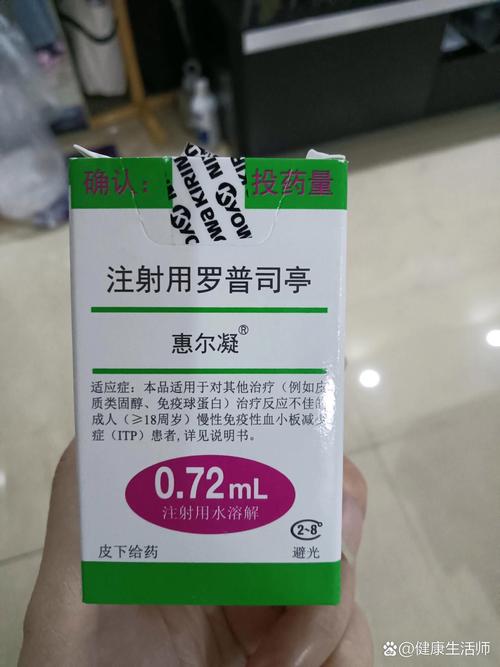 确认：
投药量
KYOWA KIRIN
注射用罗普司亭
惠尔凝®
适应症：本品适用于对其他治疗（例如皮
质类固醇、免疫球蛋白）治疗反应不佳的
成人（≥18周岁）慢性免疫性血小板减少
症（ITP）患者,详见说明书。
0.72mL
注射用水溶解
2~8°
皮下给药
避光
@健康生活师